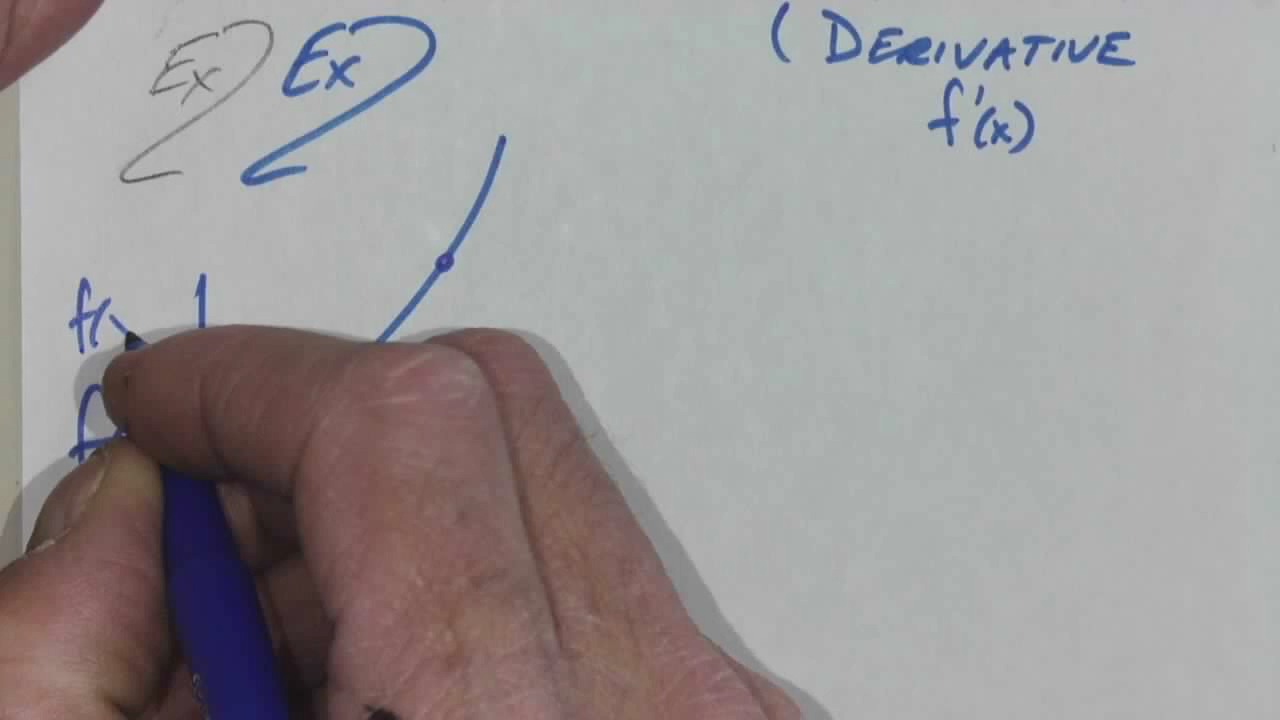 Ex Ex
( DERIVATIVE
f'(x)
f(
f